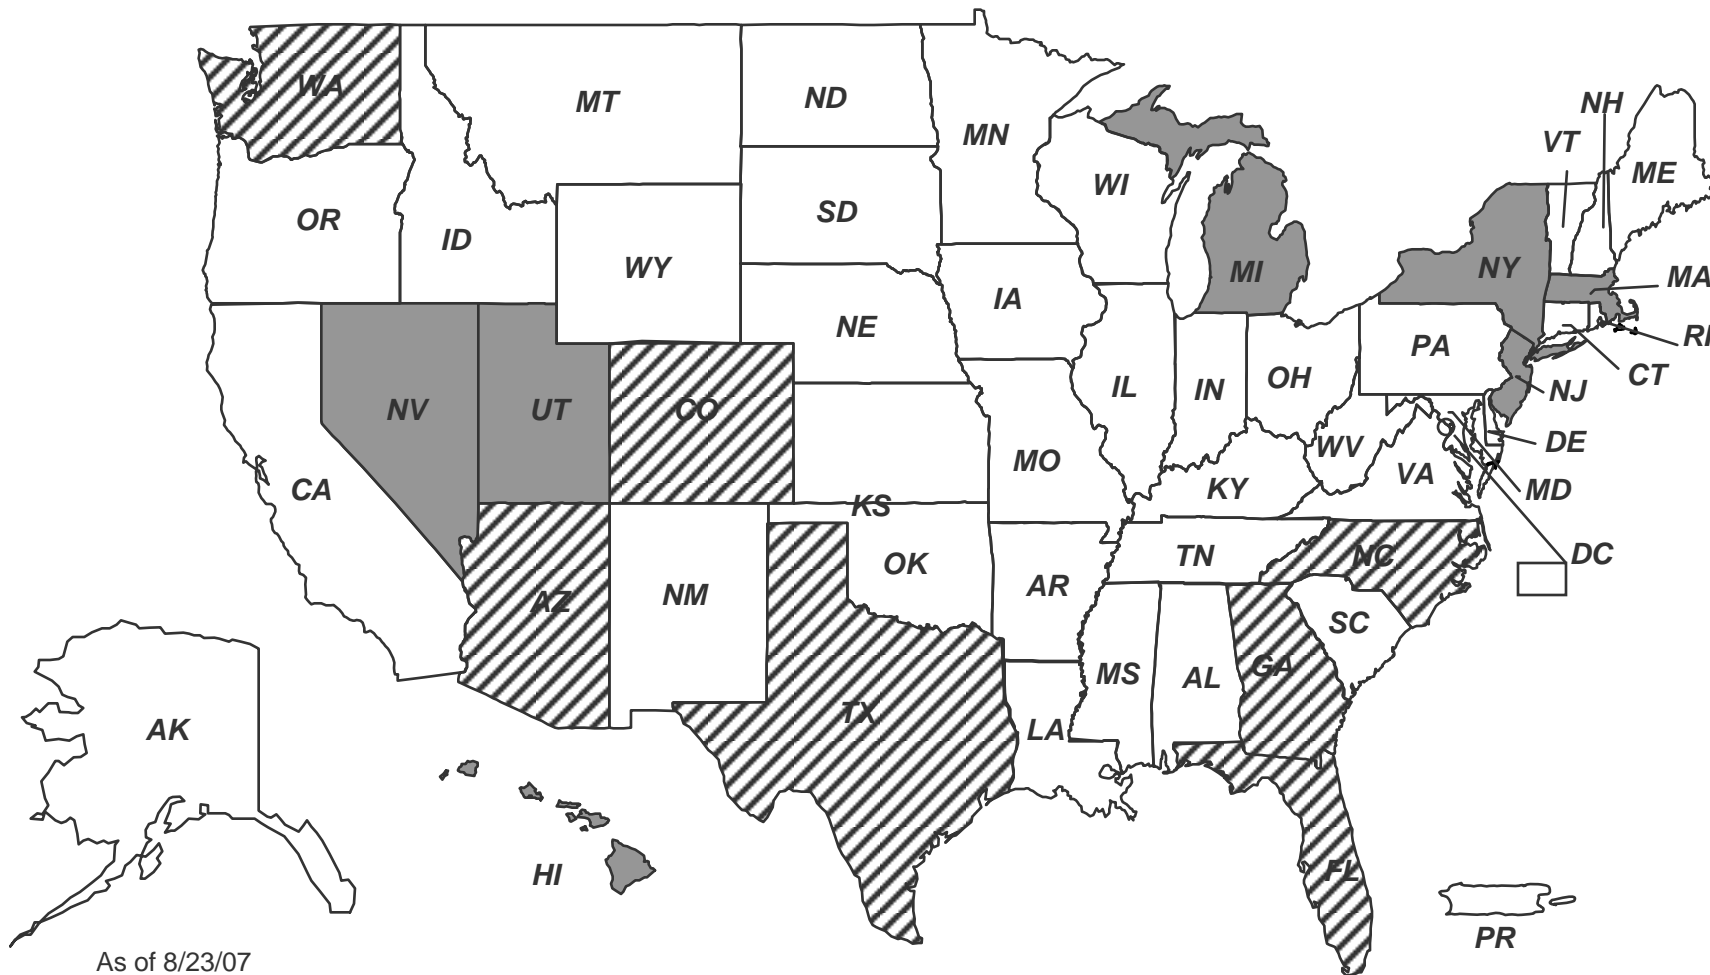 NH
WA
MT
ND
VT
MN
ME
WI
OR
SD
ID
WY
MI
NY
MA
IA
NE
RI
PA
CT
NV
UT
CO
IL
IN
OH
NJ
WV
DE
CA
MO
VA
KY
MD
KS
TN
NC
DC
OK
AR
AZ
NM
SC
GA
MS
AL
TX
AK
LA
HI
FL
PR
As of 8/23/07